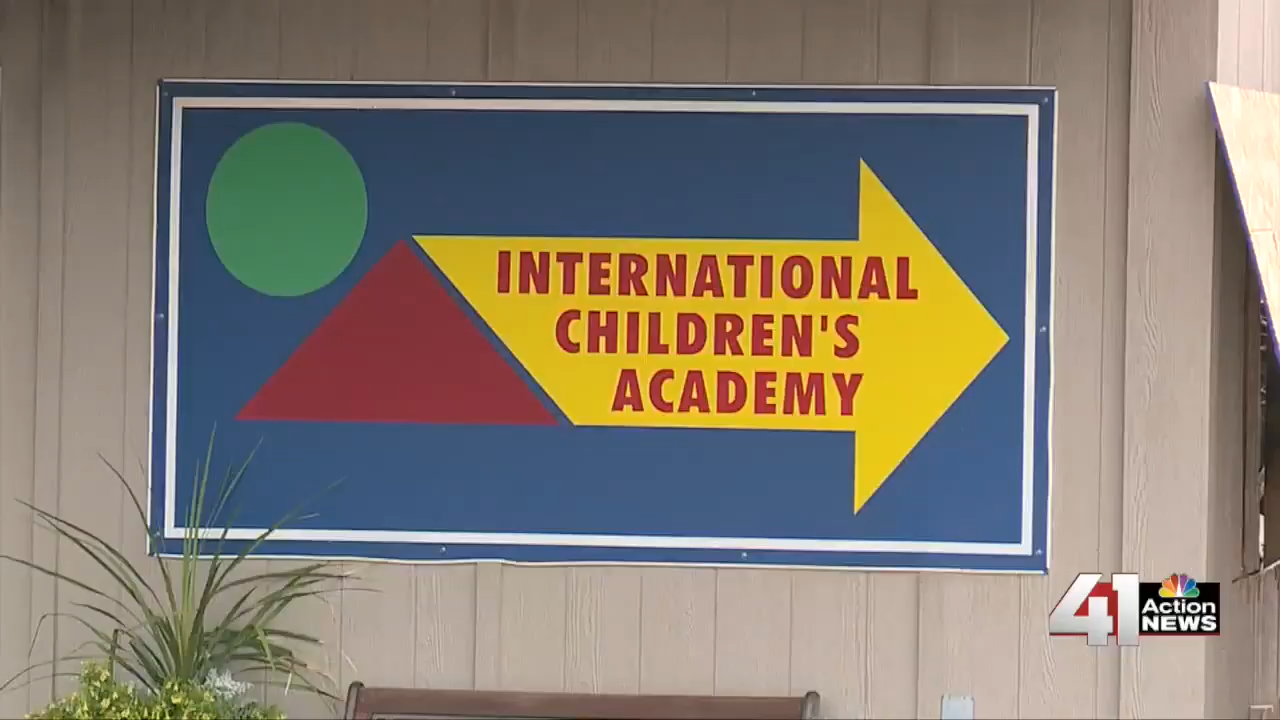 INTERNATIONAL
CHILDREN'S
ACADEMY
41 Action
NEWS